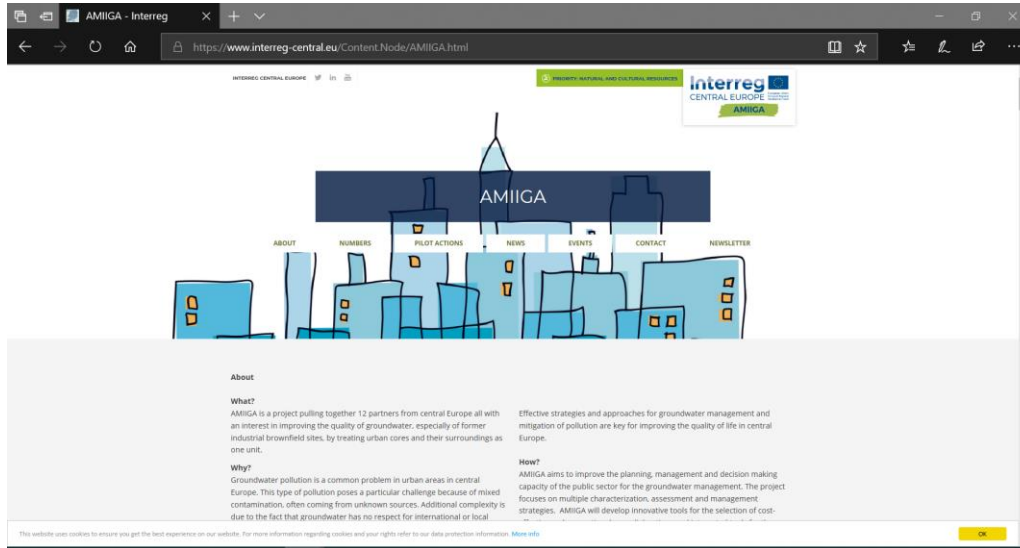 AMIIGA - Interreg
https://www.interreg-central.eu/Content.Node/AMIIGA.html
INTERREG CENTRAL EUROPE
PRIORITY: NATURAL AND CULTURAL RESOURCES
Interreg
CENTRAL EUROPE
AMIIGA
AMIIGA
ABOUT NUMBERS PILOT ACTIONS NEWS EVENTS CONTACT NEWSLETTER
About
What?
AMIIGA is a project pulling together 12 partners from central Europe all with
an interest in improving the quality of groundwater, especially of former
industrial brownfield sites, by treating urban cores and their surroundings as
one unit.
Why?
Groundwater pollution is a common problem in urban areas in central
Europe. This type of pollution poses a particular challenge because of mixed
contamination, often coming from unknown sources. Additional complexity is
due to the fact that groundwater has no respect for international or local
Effective strategies and approaches for groundwater management and
mitigation of pollution are key for improving the quality of life in central
Europe.
How?
AMIIGA aims to improve the planning, management and decision making
capacity of the public sector for the groundwater management. The project
focuses on multiple characterization, assessment and management
strategies. AMIIGA will develop innovative tools for the selection of cost-
This website uses cookies to ensure you get the best experience on our website. For more information regarding cookies and your rights refer to our data protection information. More info
OK